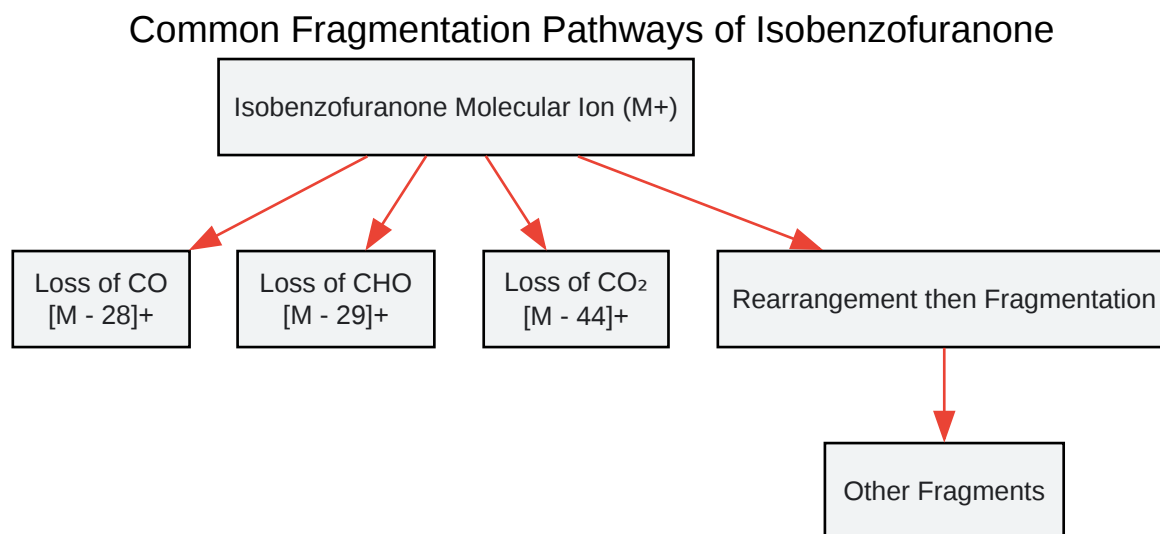 Common Fragmentation Pathways of Isobenzofuranone
Isobenzofuranone Molecular Ion (M+)
Loss of CO
[M - 28]+
Loss of CHO
[M - 29]+
Loss of CO₂
[M - 44]+
Rearrangement then Fragmentation
Other Fragments